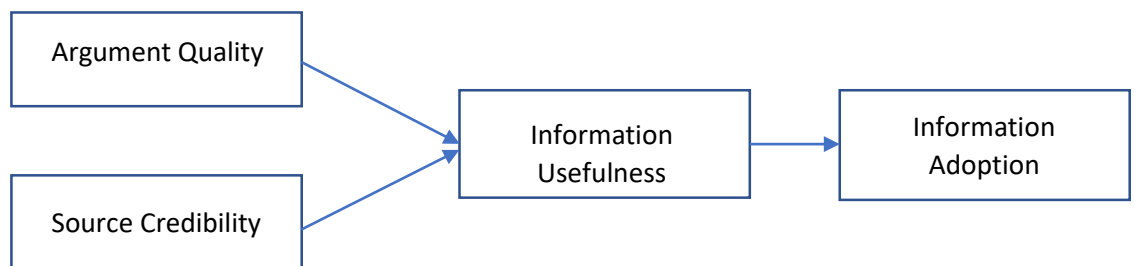 Argument Quality
Source Credibility
Information
Usefulness
Information
Adoption